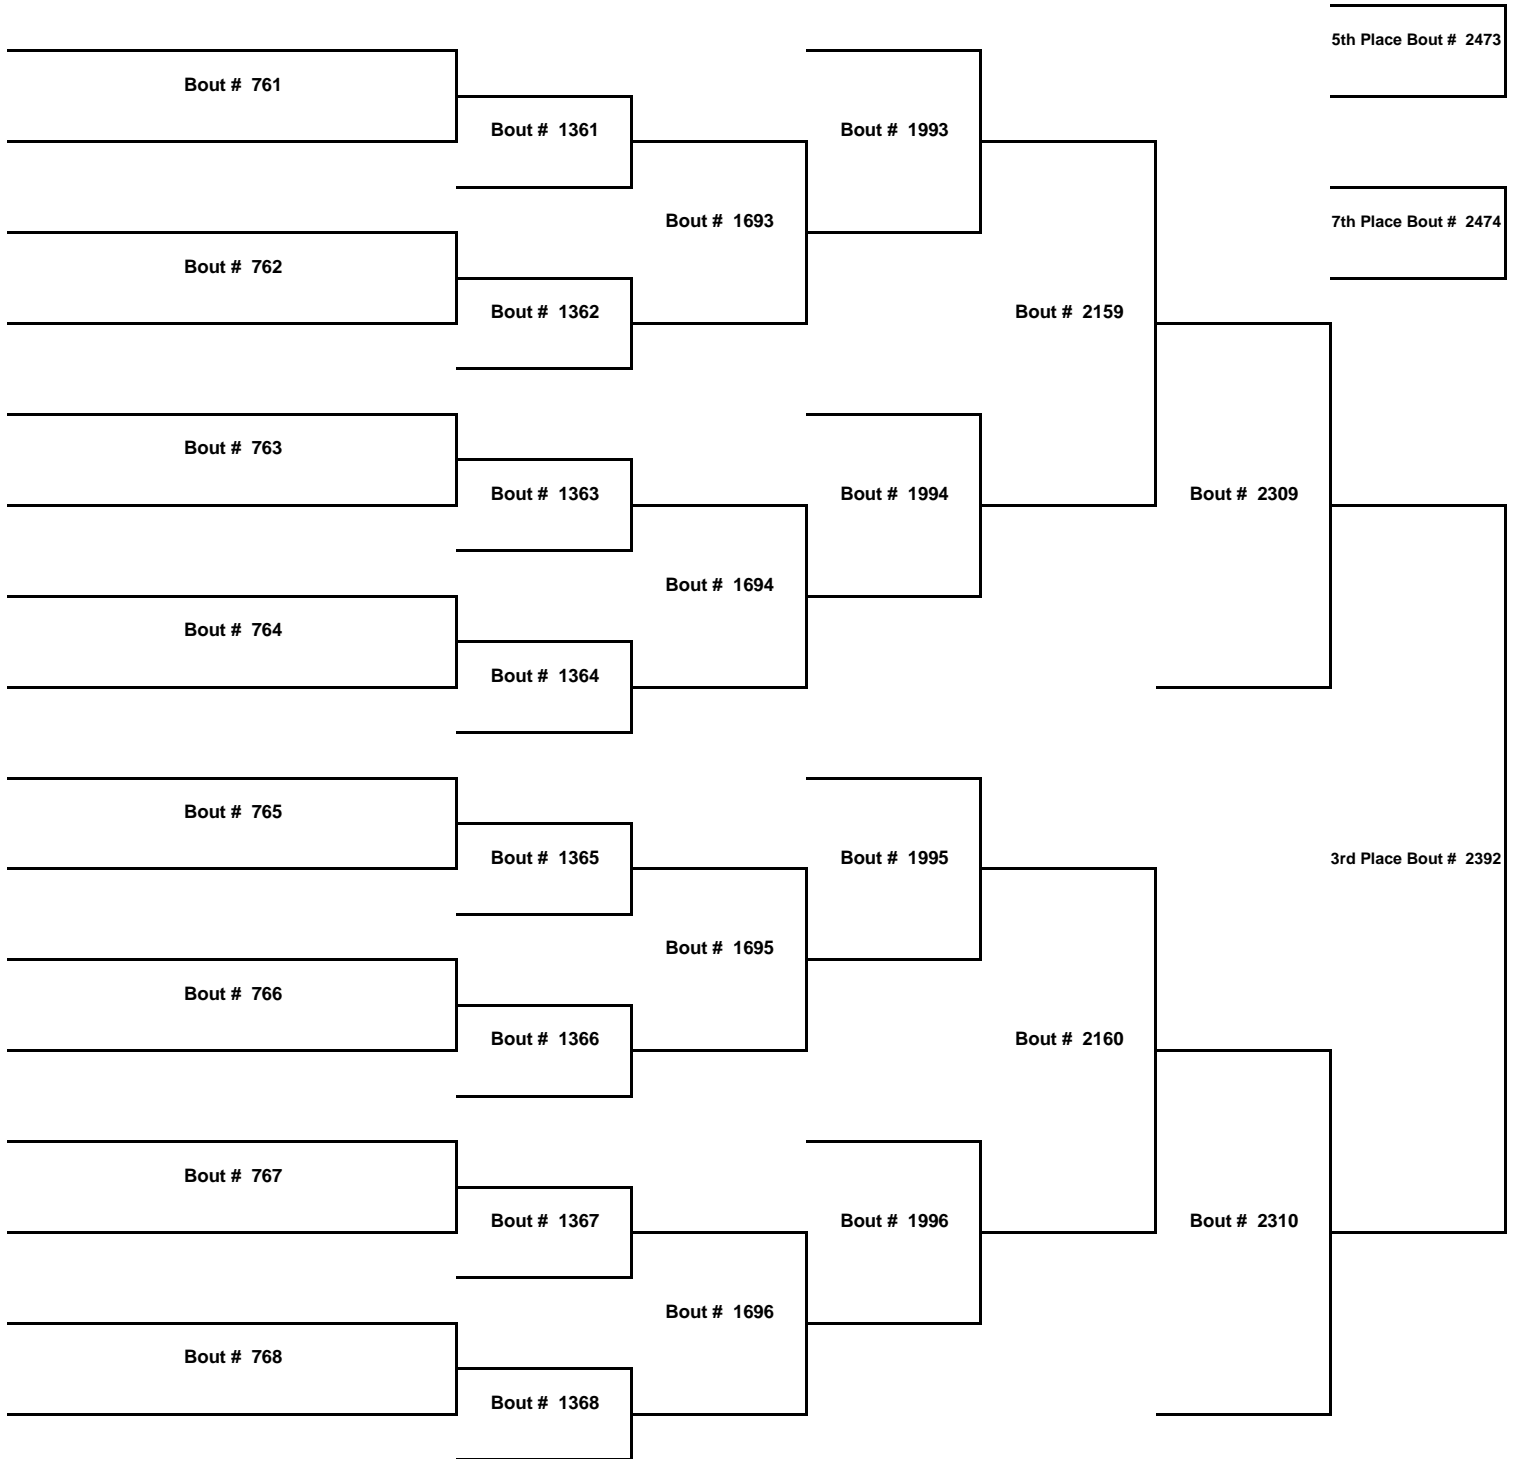 5th Place Bout #  2473
Bout #  761
Bout #  1361
Bout #  1993
Bout #  1693
7th Place Bout #  2474
Bout #  762
Bout #  1362
Bout #  2159
Bout #  763
Bout #  1363
Bout #  1994
Bout #  2309
Bout #  1694
Bout #  764
Bout #  1364
Bout #  765
Bout #  1365
Bout #  1995
3rd Place Bout #  2392
Bout #  1695
Bout #  766
Bout #  1366
Bout #  2160
Bout #  767
Bout #  1367
Bout #  1996
Bout #  2310
Bout #  1696
Bout #  768
Bout #  1368